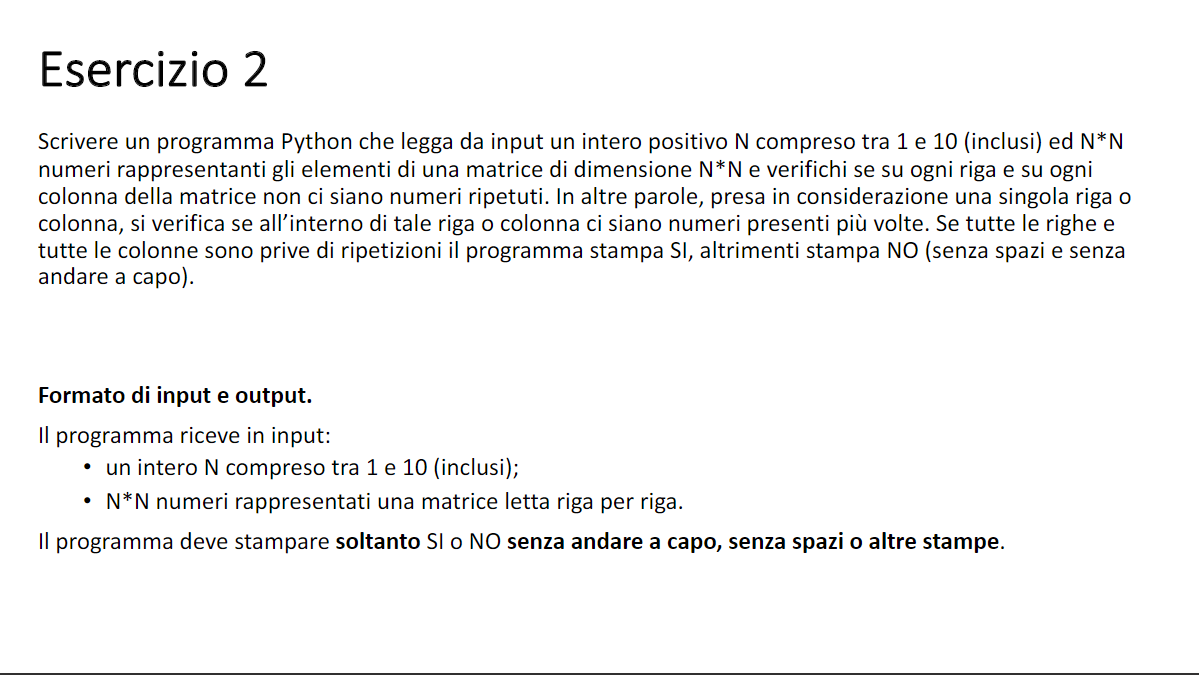 Esercizio 2
Scrivere un programma Python che legga da input un intero positivo N compreso tra 1 e 10 (inclusi) ed N*N
numeri rappresentanti gli elementi di una matrice di dimensione N*N e verifichi se su ogni riga e su ogni
colonna della matrice non ci siano numeri ripetuti. In altre parole, presa in considerazione una singola riga o
colonna, si verifica se all’interno di tale riga o colonna ci siano numeri presenti più volte. Se tutte le righe e
tutte le colonne sono prive di ripetizioni il programma stampa SI, altrimenti stampa NO (senza spazi e senza
andare a capo).
Formato di input e output.
Il programma riceve in input:
• un intero N compreso tra 1 e 10 (inclusi);
• N*N numeri rappresentati una matrice letta riga per riga.
Il programma deve stampare soltanto SI o NO senza andare a capo, senza spazi o altre stampe.